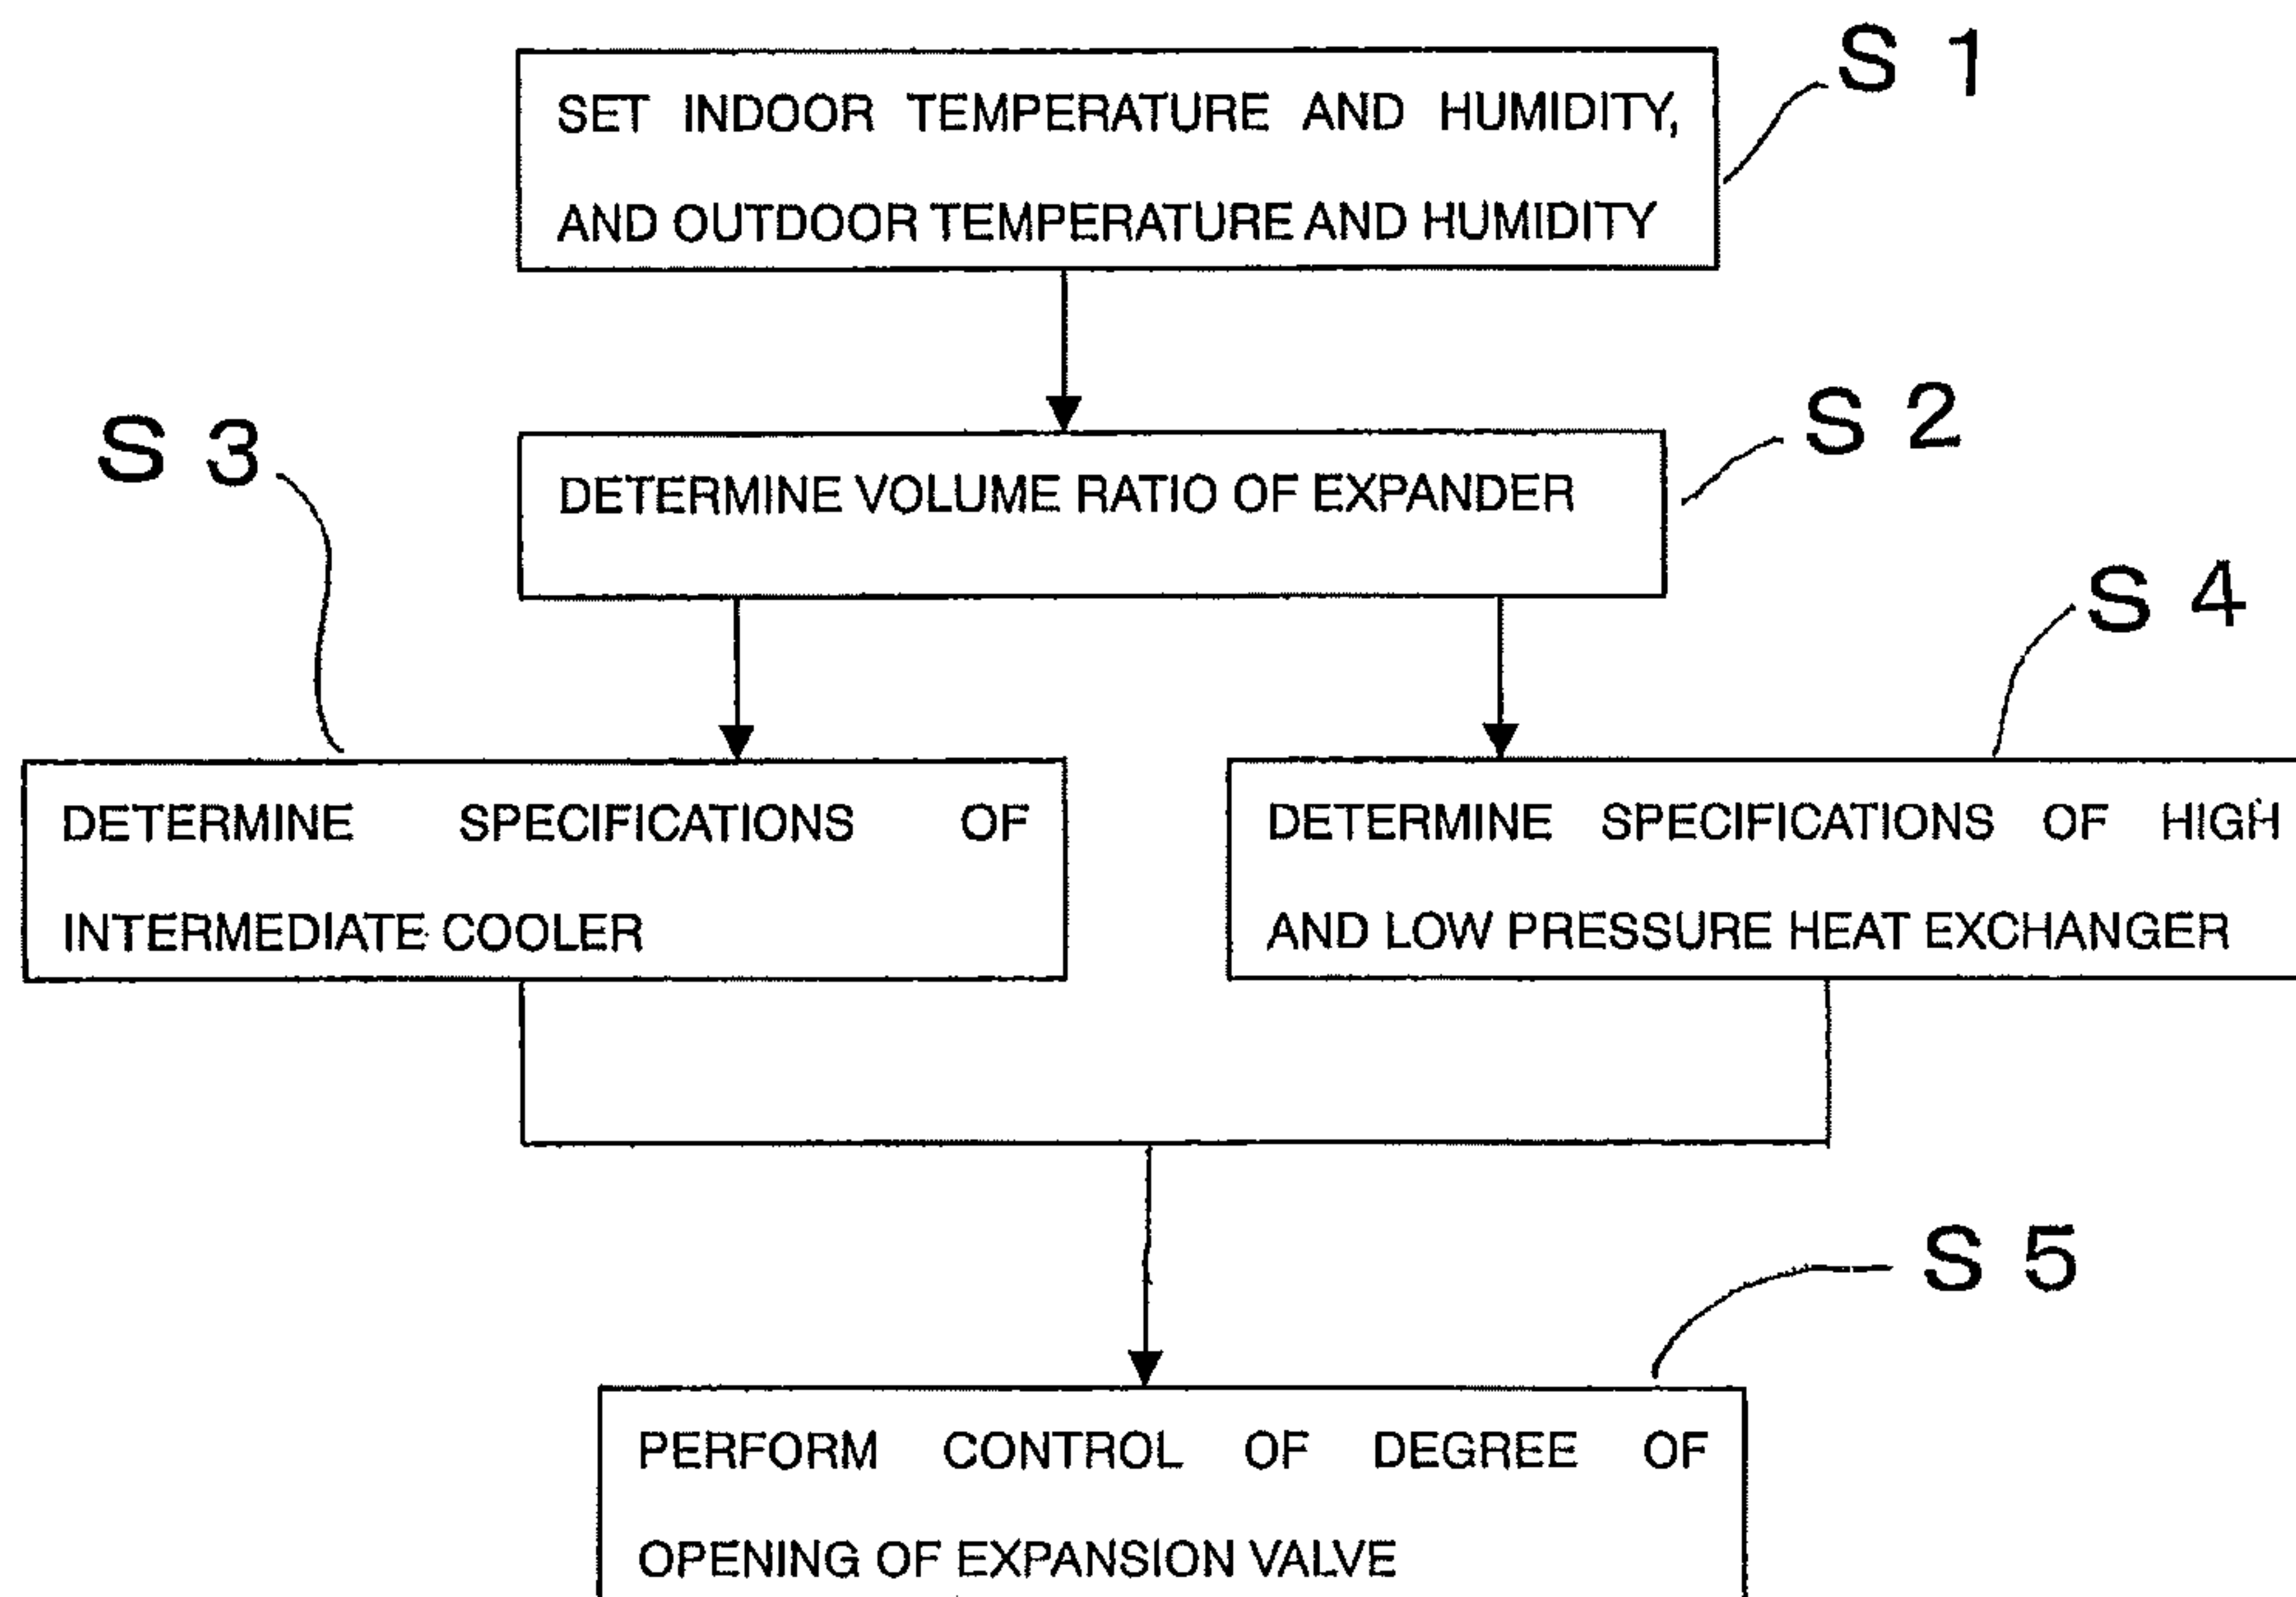 S 1
SET INDOOR TEMPERATURE AND HUMIDITY,
AND OUTDOOR TEMPERATURE AND HUMIDITY
S 2
DETERMINE VOLUME RATIO OF EXPANDER
S 3
DETERMINE SPECIFICATIONS OF
INTERMEDIATE COOLER
S 4
DETERMINE SPECIFICATIONS OF HIGH
AND LOW PRESSURE HEAT EXCHANGER
S 5
PERFORM CONTROL OF DEGREE OF
OPENING OF EXPANSION VALVE